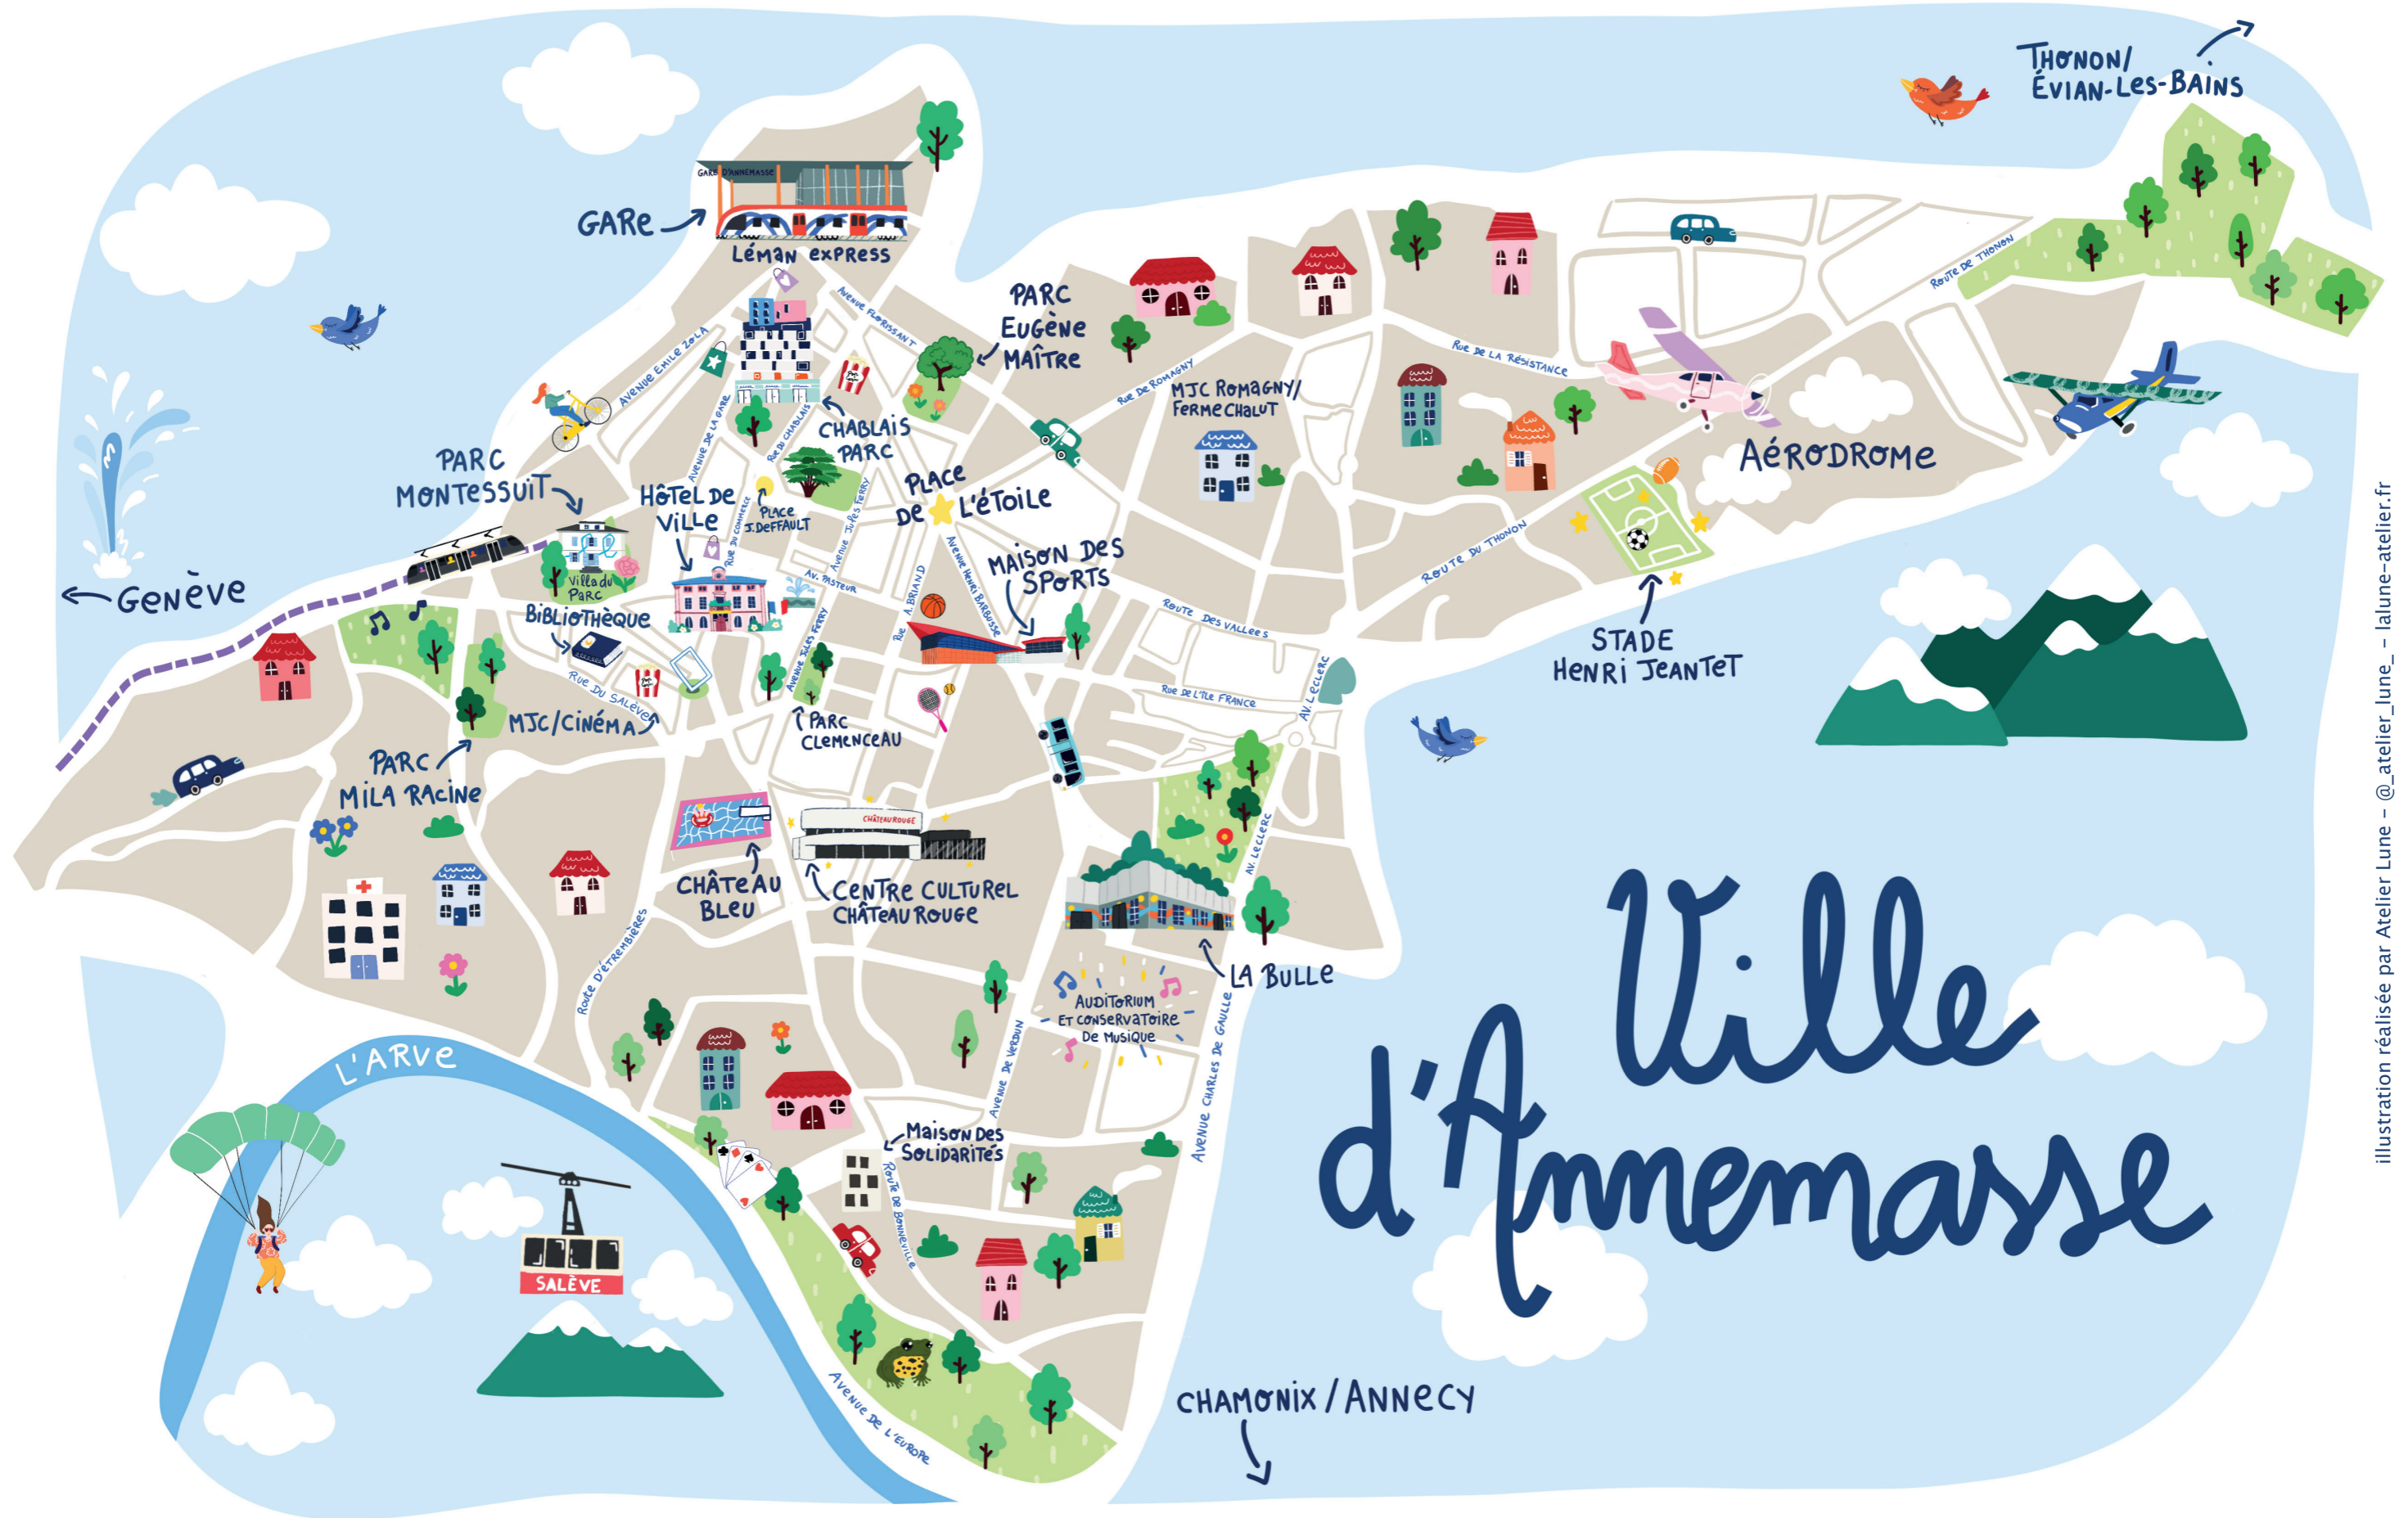 THONON/
ÉVIAN-LES-BAINS
GARE D'ANNEMASSE
GARE
LÉMAN EXPRESS
AVENUE FLORISSANT
PARC
EUGÈNE
MAÎTRE
AVENUE EMILE ZOLA
ROUTE DE THONON
RUE DE LA RÉSISTANCE
RUE DE ROMAGNY
MJC ROMAGNY/
FERME CHALUT
AVENUE DE LA GARE
RUE DU CHABLAIS
CHABLAIS
PARC
AÉRODROME
PARC
MONTESSUIT
HÔTEL DE
VILLE
RUE DU COMMERCE
PLACE
J. DEFFAULT
AVENUE JULES FERRY
PLACE
DE L'ÉTOILE
ROUTE DU THONON
Villa du
PARC
AV. PASTEUR
AVENUE HENRI BARBUSSE
MAISON DES
SPORTS
GENÈVE
BIBLIOTHÈQUE
RUE A. BRIAND
ROUTE DES VALLÉES
STADE
HENRI JEANTET
RUE DU SALÈVE
AVENUE JULES FERRY
RUE DE L'ÎLE FRANCE
AV. LECLERC
MJC/CINÉMA
PARC
CLEMENCEAU
PARC
MILA RACINE
CHÂTEAU ROUGE
CHÂTEAU
BLEU
CENTRE CULTUREL
CHÂTEAU ROUGE
AV. LECLERC
LA BULLE
ROUTE D'ÉTREMBIÈRES
AUDITORIUM
ET CONSERVATOIRE
DE MUSIQUE
AVENUE DE VERDUN
AVENUE CHARLES DE GAULLE
L'ARVE
MAISON DES
SOLIDARITÉS
ROUTE DE BONNEVILLE
SALÈVE
AVENUE DE L'EUROPE
CHAMONIX / ANNECY
Ville
d'Annemasse
illustration réalisée par Atelier Lune – @_atelier_lune_ – lalune-atelier.fr